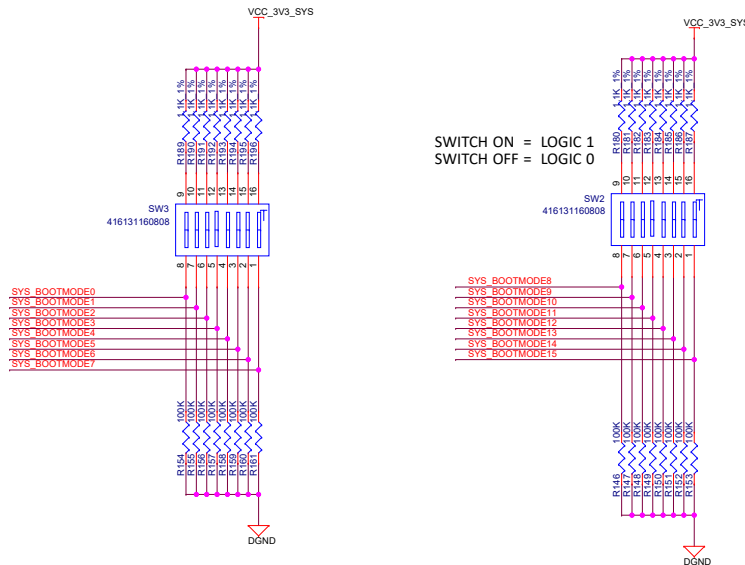 VCC_3V3_SYS
1.1K 1%
1.1K 1%
1.1K 1%
1.1K 1%
1.1K 1%
1.1K 1%
1.1K 1%
1.1K 1%
R189
R190
R191
R192
R193
R194
R195
R196
9
10
11
12
13
14
15
16
SW3
416131160808
T
8
7
6
5
4
3
2
1
SYS_BOOTMODE0
SYS_BOOTMODE1
SYS_BOOTMODE2
SYS_BOOTMODE3
SYS_BOOTMODE4
SYS_BOOTMODE5
SYS_BOOTMODE6
SYS_BOOTMODE7
100K
100K
100K
100K
100K
100K
100K
100K
R154
R155
R156
R157
R158
R159
R160
R161
DGND
VCC_3V3_SYS
1.1K 1%
1.1K 1%
1.1K 1%
1.1K 1%
1.1K 1%
1.1K 1%
1.1K 1%
1.1K 1%
R180
R181
R182
R183
R184
R185
R186
R187
SWITCH ON = LOGIC 1
SWITCH OFF = LOGIC 0
9
10
11
12
13
14
15
16
SW2
416131160808
T
8
7
6
5
4
3
2
1
SYS_BOOTMODE8
SYS_BOOTMODE9
SYS_BOOTMODE10
SYS_BOOTMODE11
SYS_BOOTMODE12
SYS_BOOTMODE13
SYS_BOOTMODE14
SYS_BOOTMODE15
100K
100K
100K
100K
100K
100K
100K
100K
R146
R147
R148
R149
R150
R151
R152
R153
DGND